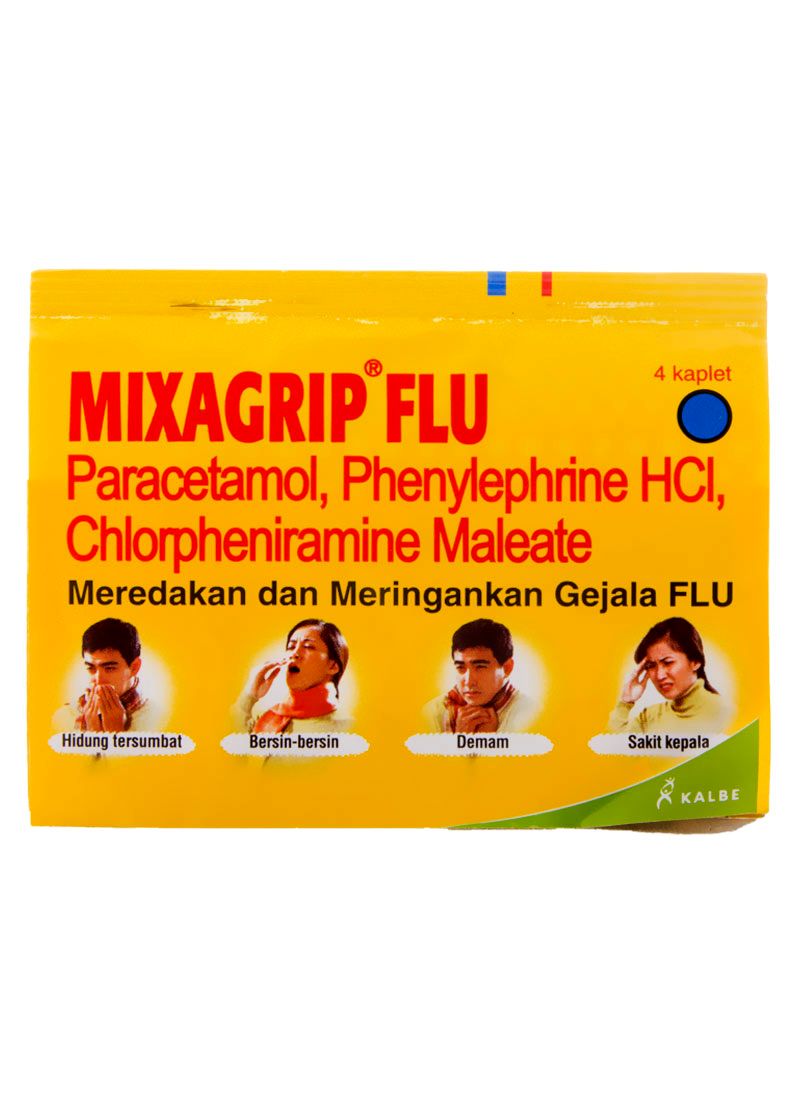 MIXAGRIP® FLU
4 kaplet
Paracetamol, Phenylephrine HCl,
Chlorpheniramine Maleate
Meredakan dan Meringankan Gejala FLU
Hidung tersumbat
Bersin-bersin
Demam
Sakit kepala
KALBE